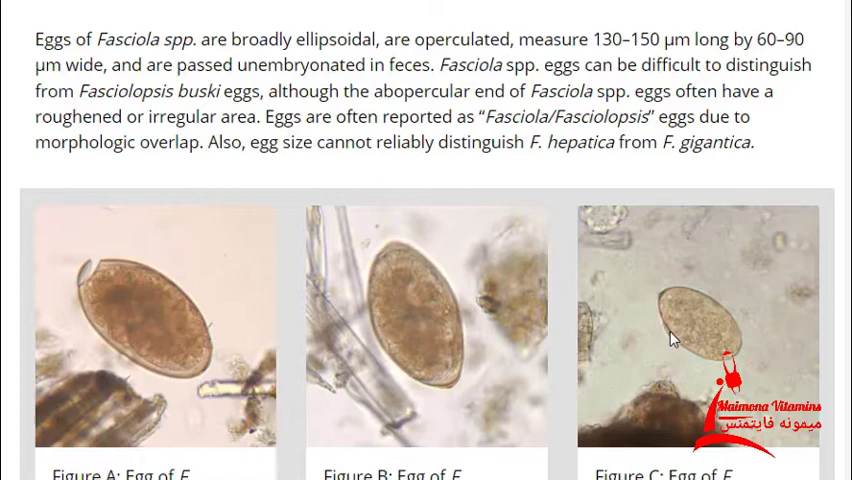 Eggs of Fasciola spp. are broadly ellipsoidal, are operculated, measure 130–150 μm long by 60–90
μm wide, and are passed unembryonated in feces. Fasciola spp. eggs can be difficult to distinguish
from Fasciolopsis buski eggs, although the abopercular end of Fasciola spp. eggs often have a
roughened or irregular area. Eggs are often reported as “Fasciola/Fasciolopsis” eggs due to
morphologic overlap. Also, egg size cannot reliably distinguish F. hepatica from F. gigantica.
Maimona Vitamins
میمونه فایتمنس
Figure A: Egg of F.
Figure B: Egg of F.
Figure C: Egg of F.